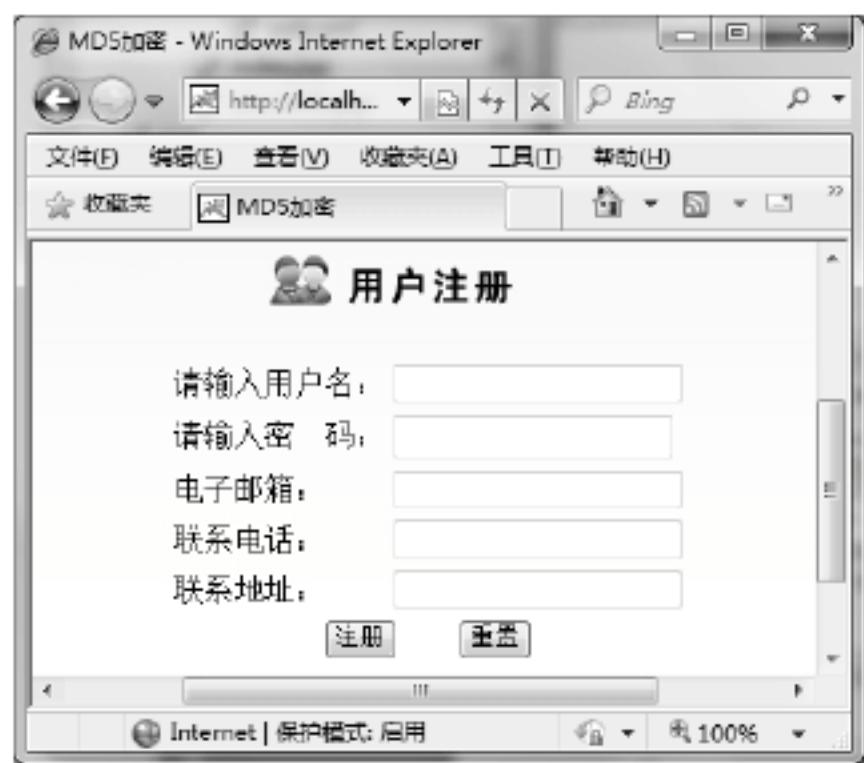 MD5加密 - Windows Internet Explorer
http://localh... Bing
文件(F) 编辑(E) 查看(V) 收藏夹(A) 工具(T) 帮助(H)
收藏夹 MD5加密
用户注册
请输入用户名：
请输入密 码：
电子邮箱：
联系电话：
联系地址：
注册 重置
Internet | 保护模式: 启用 100%